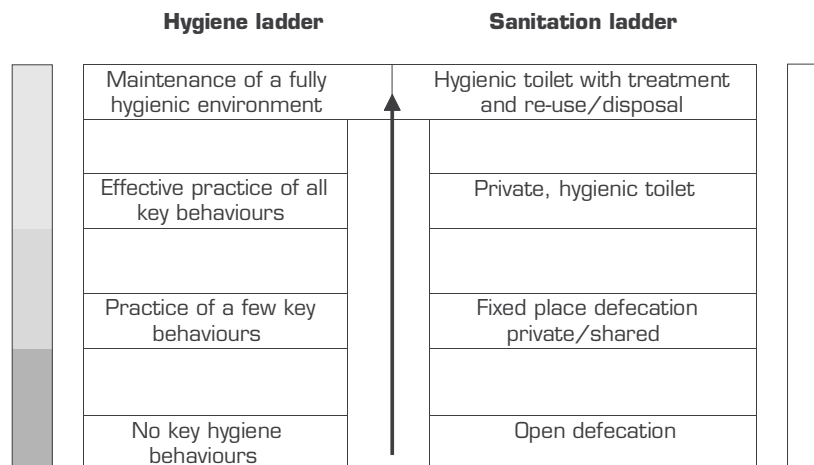 Hygiene ladder
Sanitation ladder
Maintenance of a fully
hygienic environment
Hygienic toilet with treatment
and re-use/disposal
Effective practice of all
key behaviours
Private, hygienic toilet
Practice of a few key
behaviours
Fixed place defecation
private/shared
No key hygiene
behaviours
Open defecation